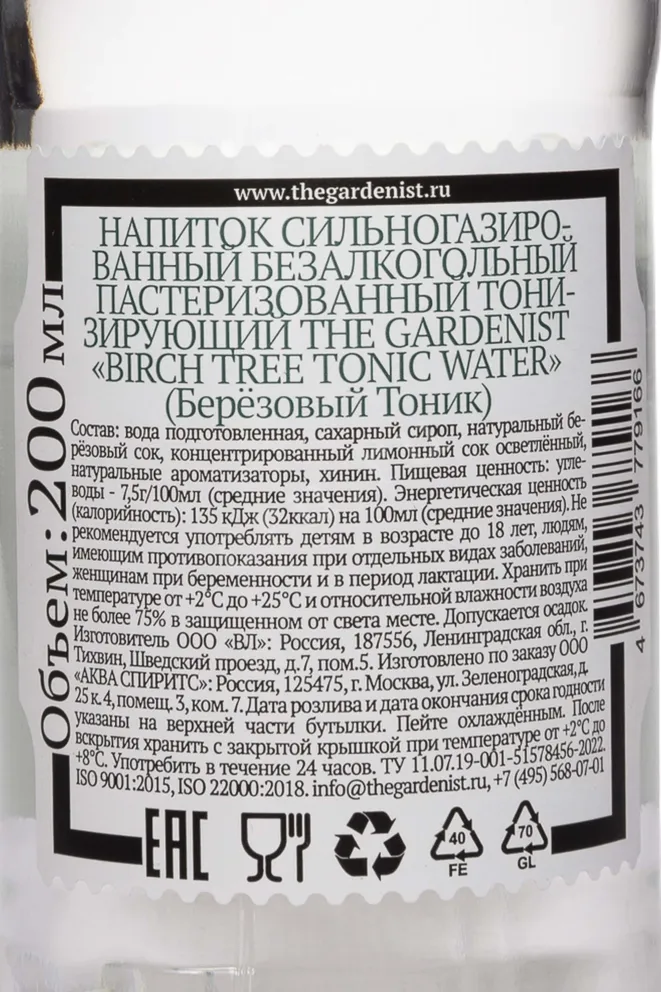 www.thegardenist.ru
НАПИТОК СИЛЬНОГАЗИРО-
ВАННЫЙ БЕЗАЛКОГОЛЬНЫЙ
ПАСТЕРИЗОВАННЫЙ ТОНИ-
ЗИРУЮЩИЙ THE GARDENIST
«BIRCH TREE TONIC WATER»
(Берёзовый Тоник)
Состав: вода подготовленная, сахарный сироп, натуральный бе-
рёзовый сок, концентрированный лимонный сок осветлённый,
натуральные ароматизаторы, хинин. Пищевая ценность: угле-
воды - 7,5г/100мл (средние значения). Энергетическая ценность
(калорийность): 135 кДж (32ккал) на 100мл (средние значения). Не
рекомендуется употреблять детям в возрасте до 18 лет, людям,
имеющим противопоказания при отдельных видах заболеваний,
женщинам при беременности и в период лактации. Хранить при
температуре от +2°С до +25°С и относительной влажности воздуха
не более 75% в защищенном от света месте. Допускается осадок.
Изготовитель ООО «ВЛ»: Россия, 187556, Ленинградская обл., г.
Тихвин, Шведский проезд, д.7, пом.5. Изготовлено по заказу ООО
«АКВА СПИРИТС»: Россия, 125475, г. Москва, ул. Зеленоградская, д.
25 к. 4, помещ. 3, ком. 7. Дата розлива и дата окончания срока годности
указаны на верхней части бутылки. Пейте охлаждённым. После
вскрытия хранить с закрытой крышкой при температуре от +2°С до
+8°С. Употребить в течение 24 часов. ТУ 11.07.19-001-51578456-2022.
ISO 9001:2015, ISO 22000:2018. info@thegardenist.ru, +7 (495) 568-07-01
Объем: 200 мл
4 673743 779166
EAC
40
FE
70
GL